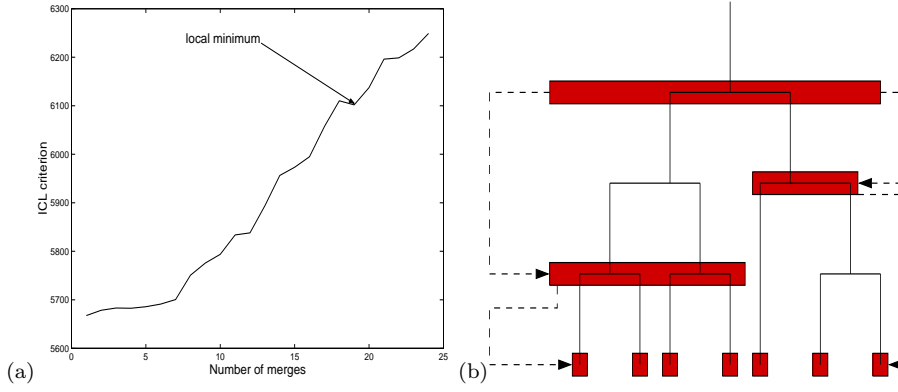 6300
6200
6100
6000
5900
5800
5700
5600
ICL criterion
local minimum
0 5 10 15 20 25
Number of merges
(a)
(b)